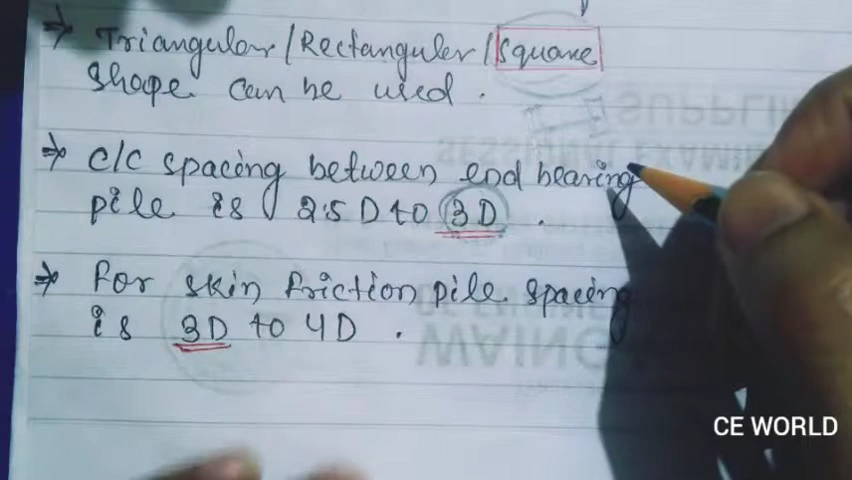 → Triangular/Rectangular/Square
shape can be used.
→ C/C spacing between end bearing
pile is 2.5 D to 3D.
→ For skin friction pile spacing
is 3D to 4D.
CE WORLD